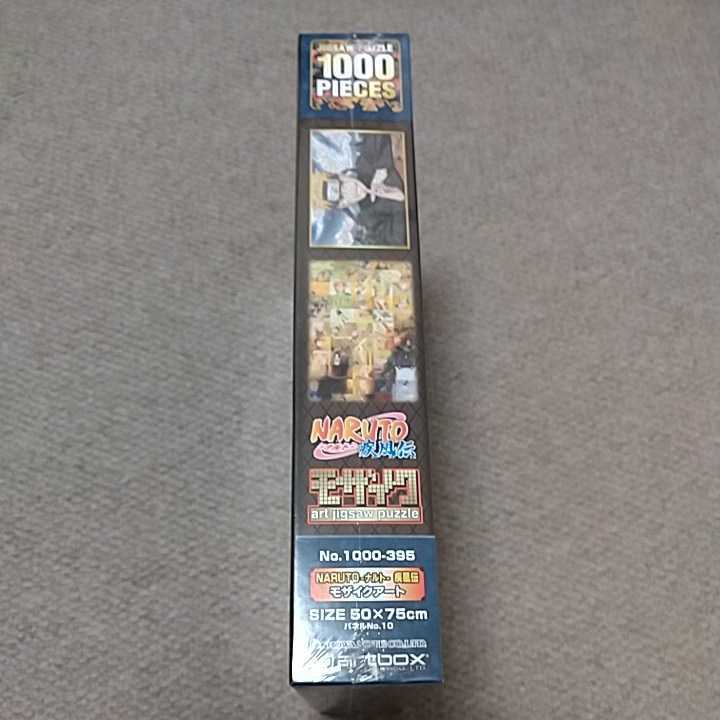 JIGSAW PUZZLE
1000
PIECES
NARUTO
疾風伝
モザイク
art jigsaw puzzle
No.1000-395
NARUTO-ナルト- 疾風伝
モザイクアート
SIZE 50×75cm
パネルNo.10
artbox